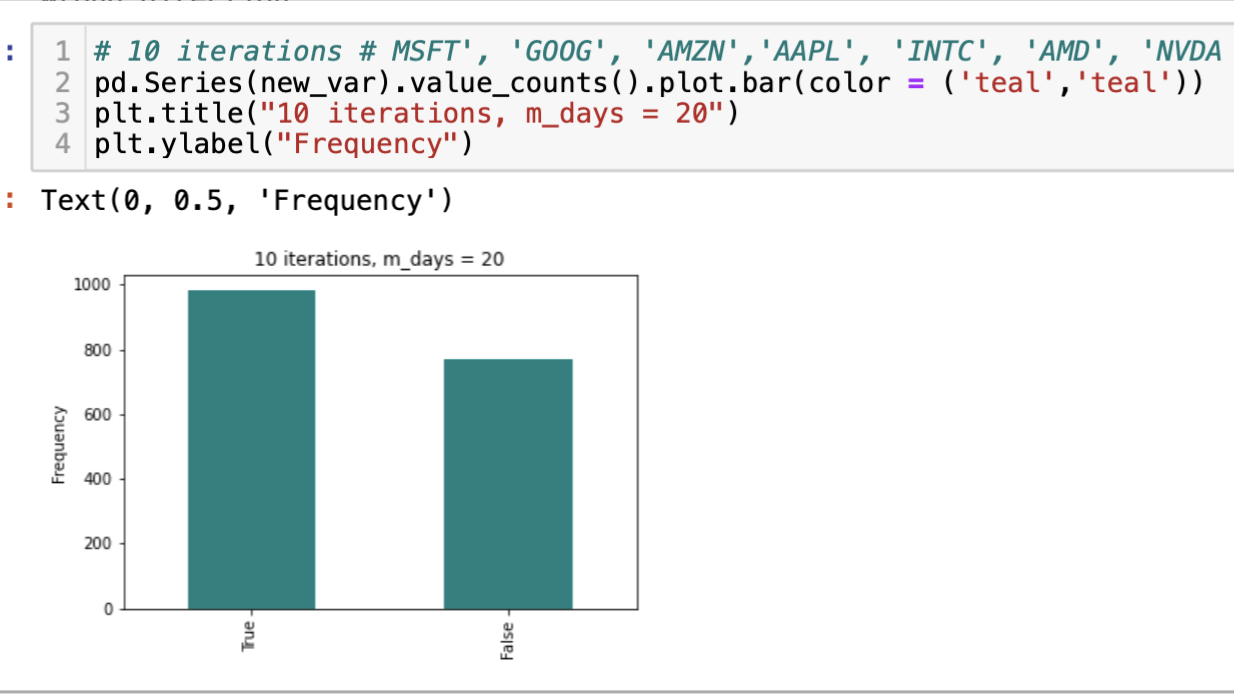 : 1 # 10 iterations # MSFT', 'GOOG', 'AMZN','AAPL', 'INTC', 'AMD', 'NVDA
2 pd.Series(new_var).value_counts().plot.bar(color = ('teal','teal'))
3 plt.title("10 iterations, m_days = 20")
4 plt.ylabel("Frequency")
: Text(0, 0.5, 'Frequency')
10 iterations, m_days = 20
1000
800
600
400
200
0
Frequency
True
False